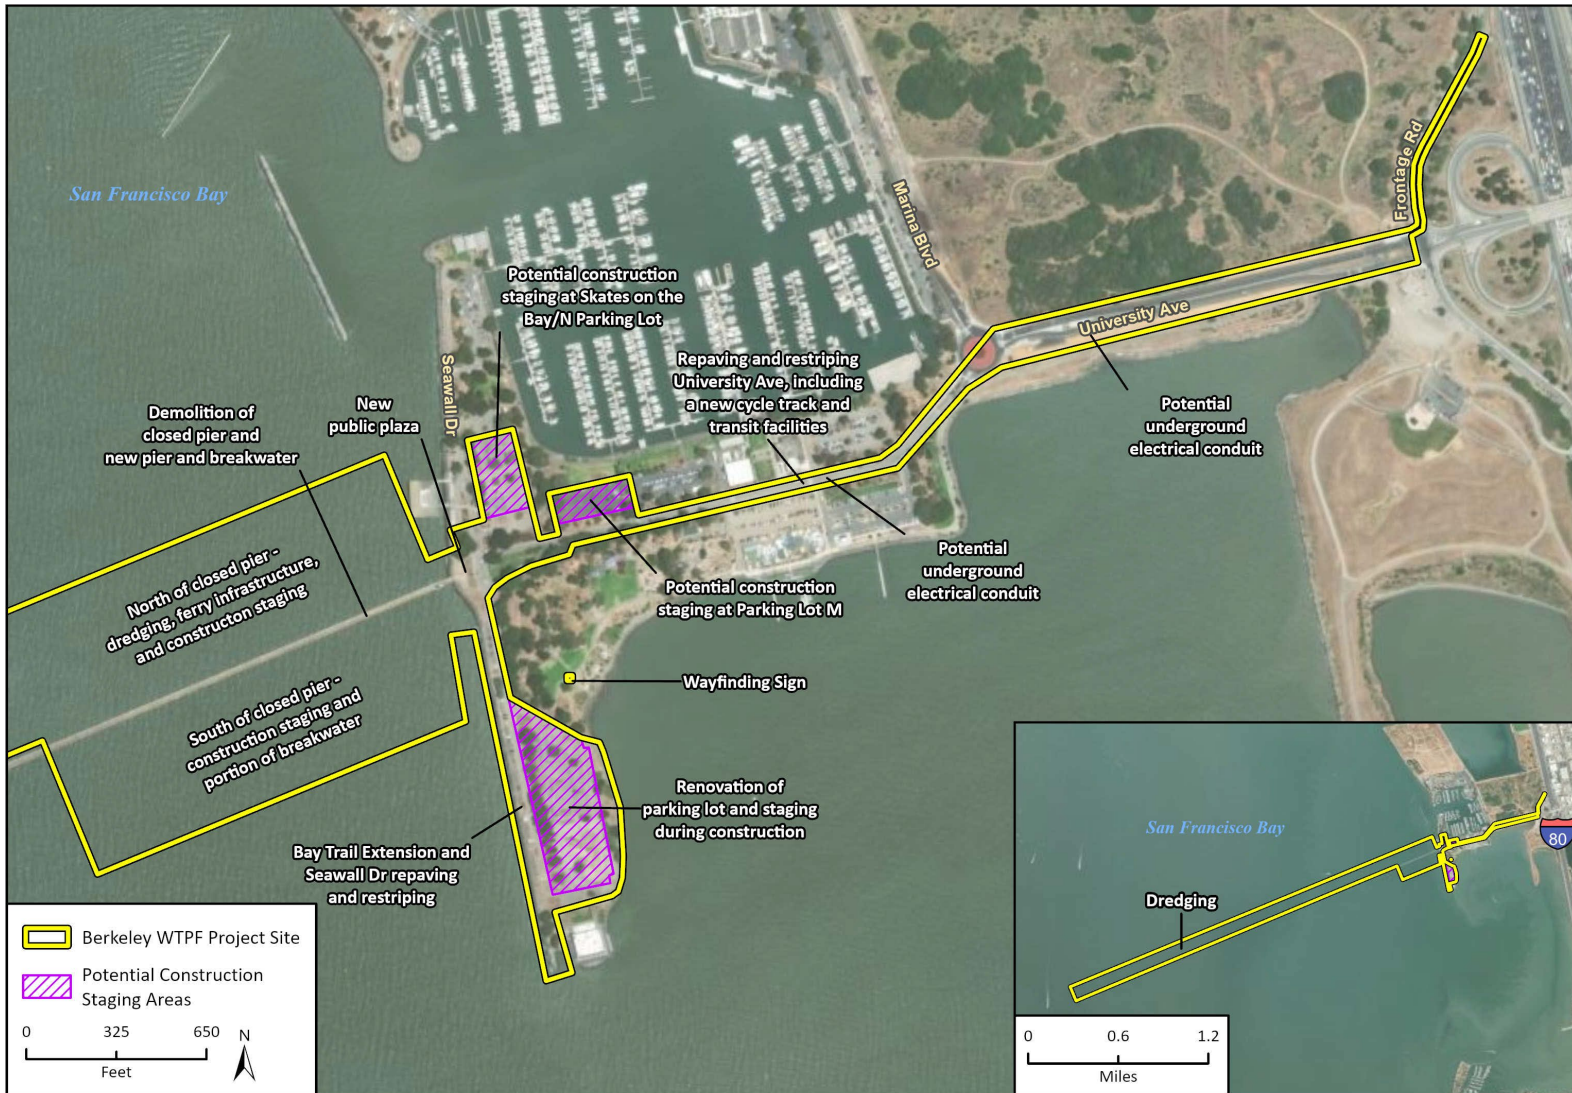 San Francisco Bay
Frontage Rd
Marina Blvd
University Ave
Seawall Dr
Potential construction
staging at Skates on the
Bay/N Parking Lot
Repaving and restriping
University Ave, including
a new cycle track and
transit facilities
Demolition of
closed pier and
new pier and breakwater
New
public plaza
Potential
underground
electrical conduit
Potential
underground
electrical conduit
Potential construction
staging at Parking Lot M
North of closed pier -
dredging, ferry infrastructure,
and constructon staging
South of closed pier -
construction staging and
portion of breakwater
Wayfinding Sign
Renovation of
parking lot and staging
during construction
Bay Trail Extension and
Seawall Dr repaving
and restriping
Berkeley WTPF Project Site
Potential Construction
Staging Areas
0 325 650
Feet
N
San Francisco Bay
80
Dredging
0 0.6 1.2
Miles